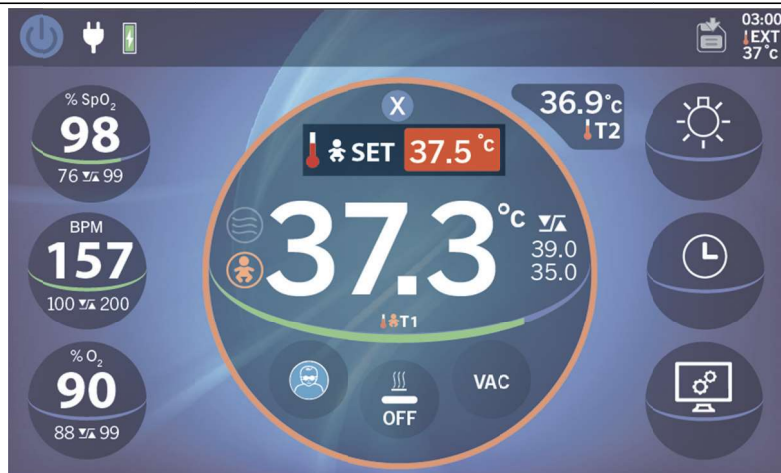 03:00
EXT
37°c
% SpO₂
98
76 99
BPM
157
100 200
% O₂
90
88 99
X
SET 37.5 °c
37.3 °c
39.0
35.0
T1
36.9°c
T2
OFF
VAC